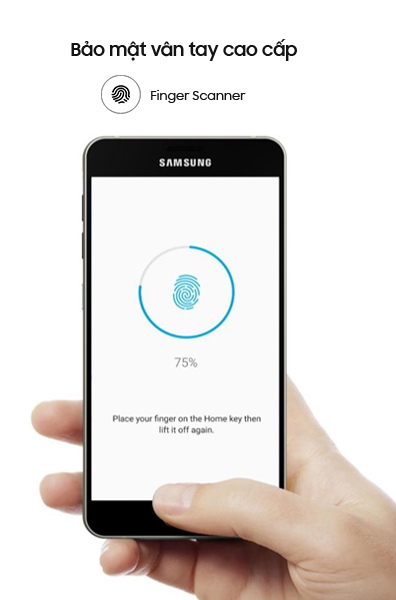 Bảo mật vân tay cao cấp
Finger Scanner
SAMSUNG
75%
Place your finger on the Home key then
lift it off again.